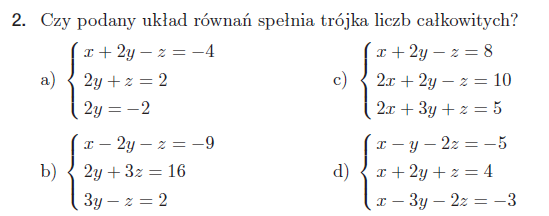 2. Czy podany układ równań spełnia trójka liczb całkowitych?
a) { x + 2y − z = −4
2y + z = 2
2y = −2
b) { x − 2y − z = −9
2y + 3z = 16
3y − z = 2
c) { x + 2y − z = 8
2x + 2y − z = 10
2x + 3y + z = 5
d) { x − y − 2z = −5
x + 2y + z = 4
x − 3y − 2z = −3